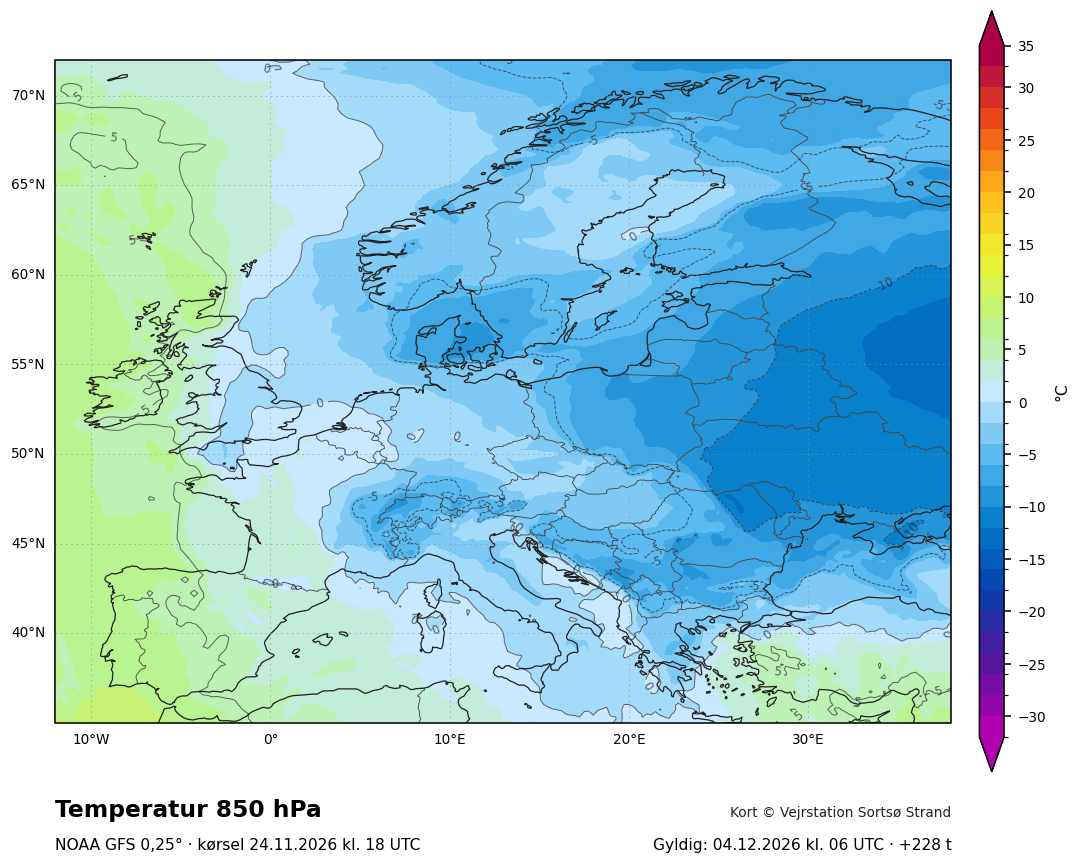 70°N
65°N
60°N
55°N
50°N
45°N
40°N
10°W
0°
10°E
20°E
30°E
35
30
25
20
15
10
5
0
−5
−10
−15
−20
−25
−30
°C
Temperatur 850 hPa
Kort © Vejrstation Sortsø Strand
NOAA GFS 0,25° · kørsel 24.11.2026 kl. 18 UTC
Gyldig: 04.12.2026 kl. 06 UTC · +228 t